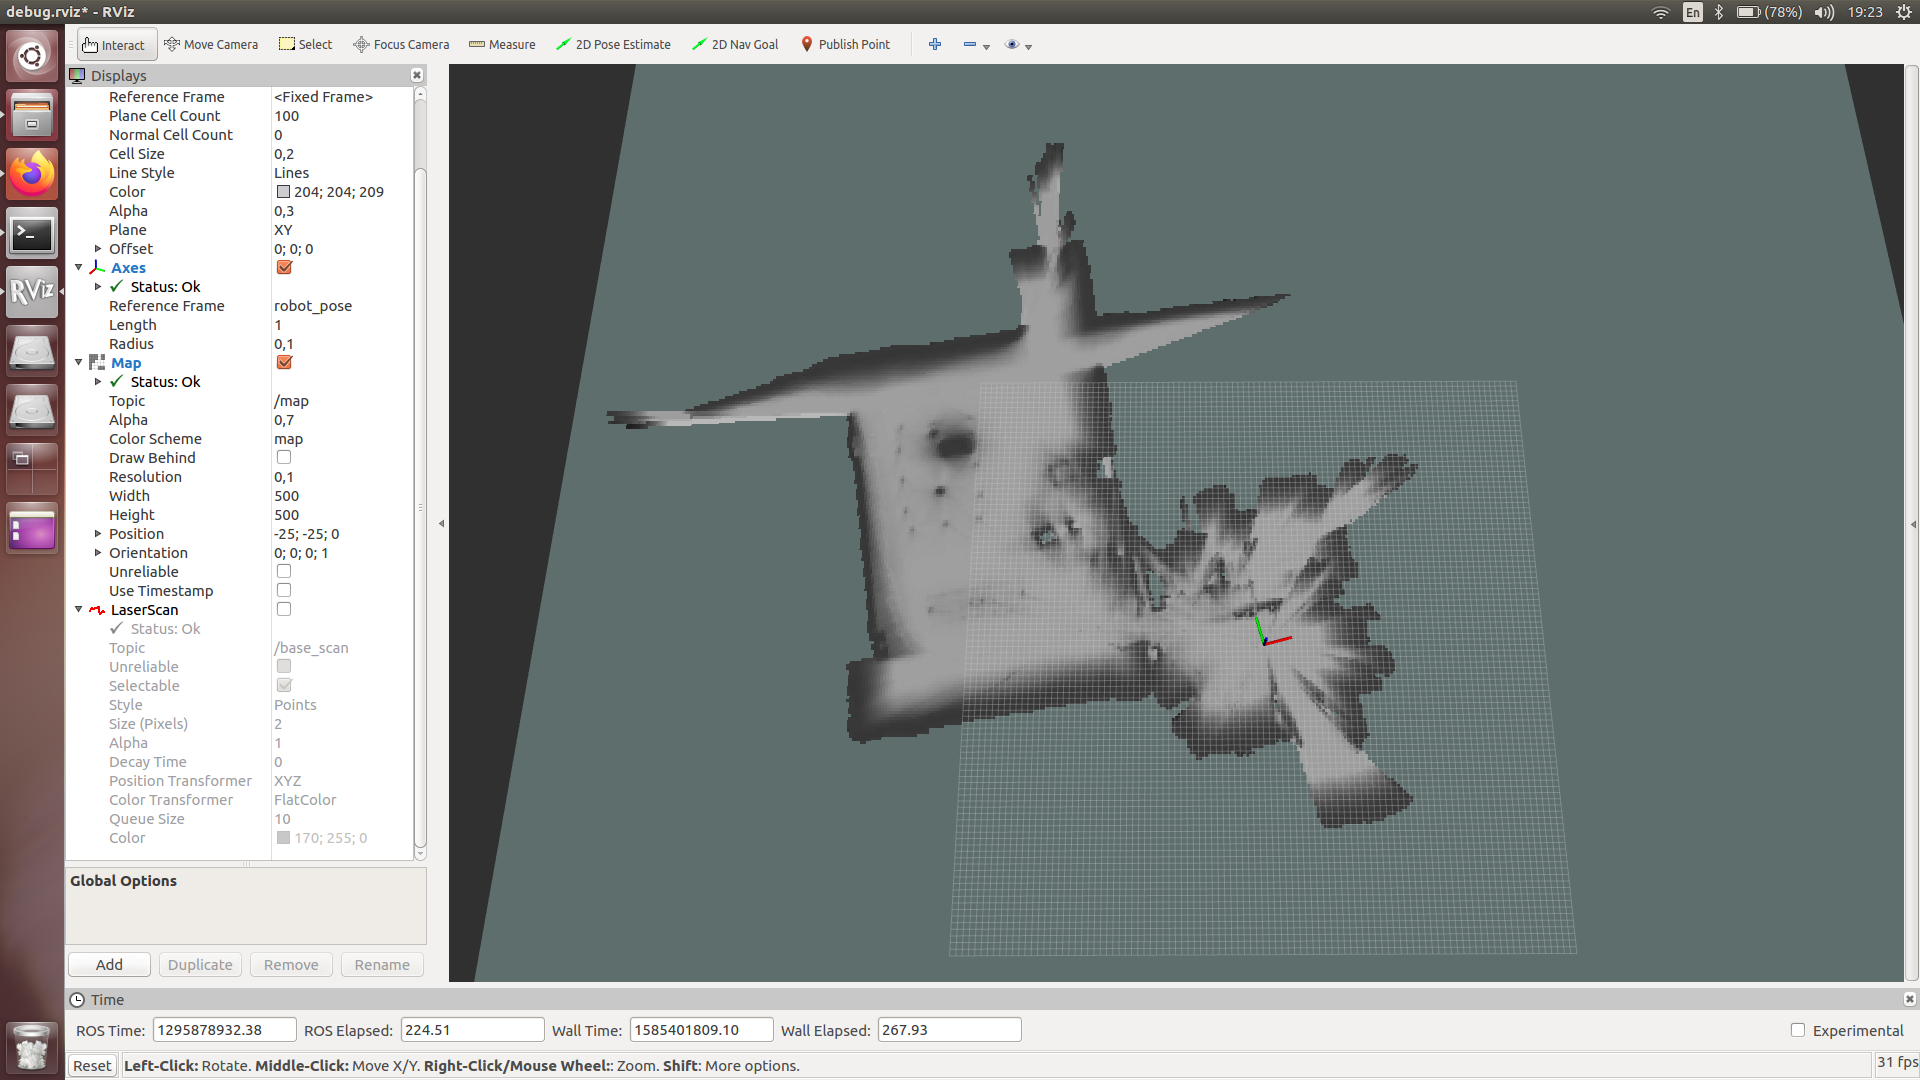 debug.rviz* - RViz
En
(78%)
19:23
Interact
Move Camera
Select
Focus Camera
Measure
2D Pose Estimate
2D Nav Goal
Publish Point
Displays
Reference Frame <Fixed Frame>
Plane Cell Count 100
Normal Cell Count 0
Cell Size 0,2
Line Style Lines
Color 204; 204; 209
Alpha 0,3
Plane XY
Offset 0; 0; 0
Axes
Status: Ok
Reference Frame robot_pose
Length 1
Radius 0,1
Map
Status: Ok
Topic /map
Alpha 0,7
Color Scheme map
Draw Behind
Resolution 0,1
Width 500
Height 500
Position -25; -25; 0
Orientation 0; 0; 0; 1
Unreliable
Use Timestamp
LaserScan
Status: Ok
Topic /base_scan
Unreliable
Selectable
Style Points
Size (Pixels) 2
Alpha 1
Decay Time 0
Position Transformer XYZ
Color Transformer FlatColor
Queue Size 10
Color 170; 255; 0
Global Options
Add
Duplicate
Remove
Rename
RViz
Time
ROS Time: 1295878932.38 ROS Elapsed: 224.51 Wall Time: 1585401809.10 Wall Elapsed: 267.93 Experimental
Reset Left-Click: Rotate. Middle-Click: Move X/Y. Right-Click/Mouse Wheel:: Zoom. Shift: More options. 31 fps